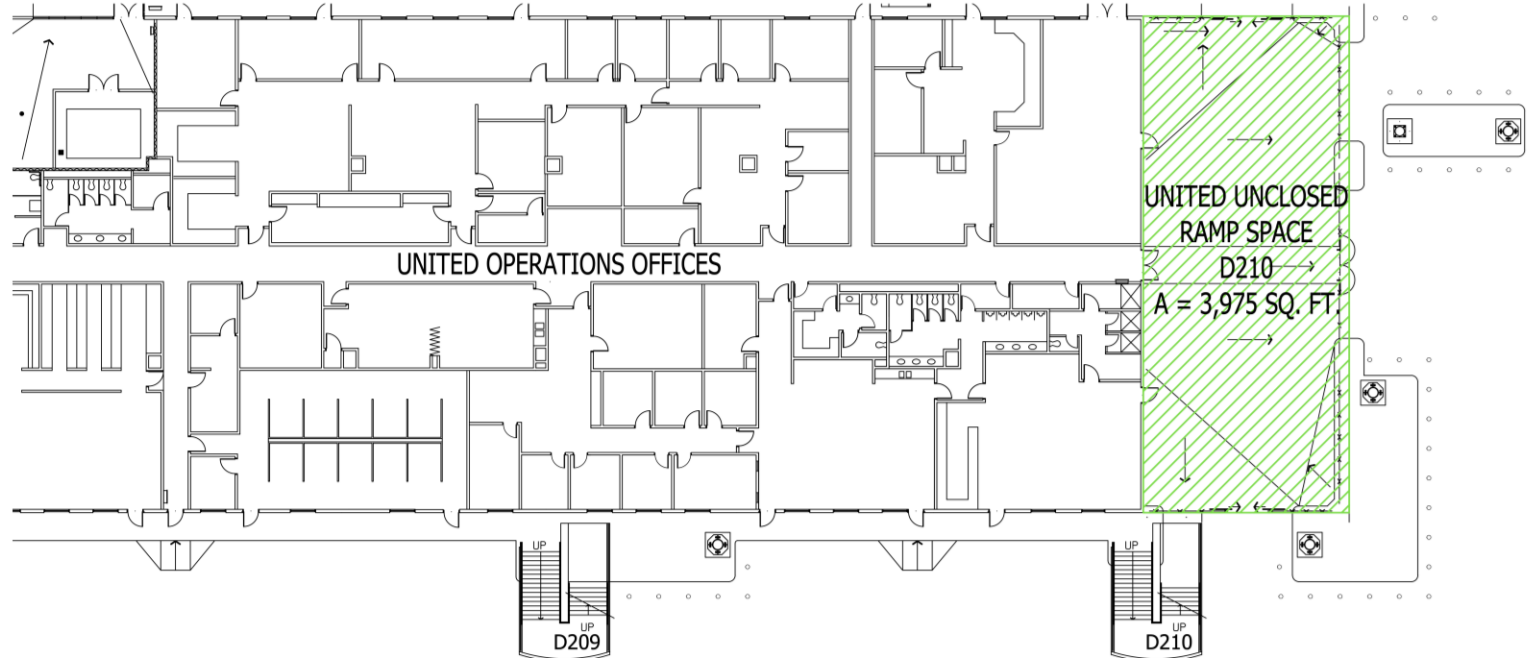 UNITED UNCLOSED
RAMP SPACE
D210
A = 3,975 SQ. FT.
UNITED OPERATIONS OFFICES
UP
UP
D209
UP
UP
D210